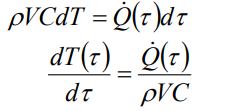 ρVCdT = Q̇(τ)dτ
dT(τ)/dτ = Q̇(τ)/ρVC